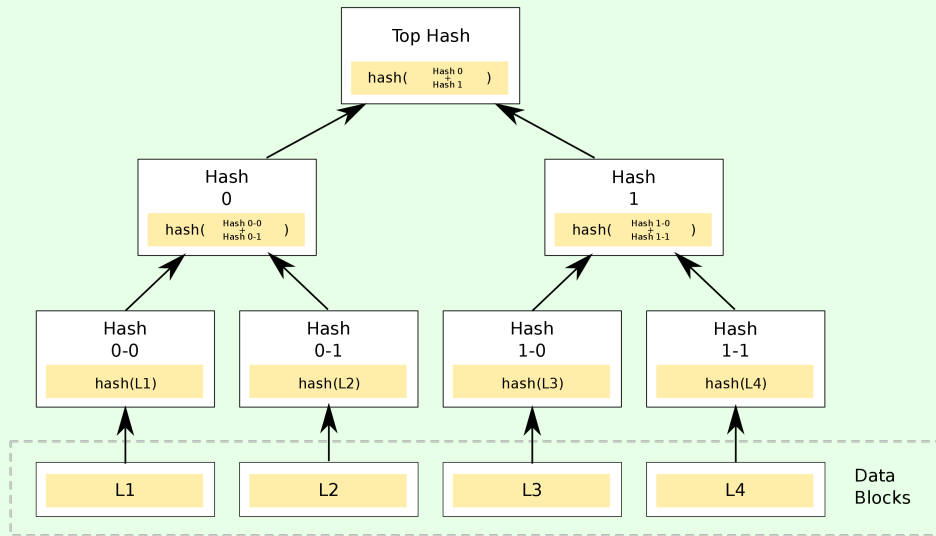 Top Hash
hash( Hash 0 + Hash 1 )
Hash
0
hash( Hash 0-0 + Hash 0-1 )
Hash
1
hash( Hash 1-0 + Hash 1-1 )
Hash
0-0
hash(L1)
Hash
0-1
hash(L2)
Hash
1-0
hash(L3)
Hash
1-1
hash(L4)
L1
L2
L3
L4
Data
Blocks